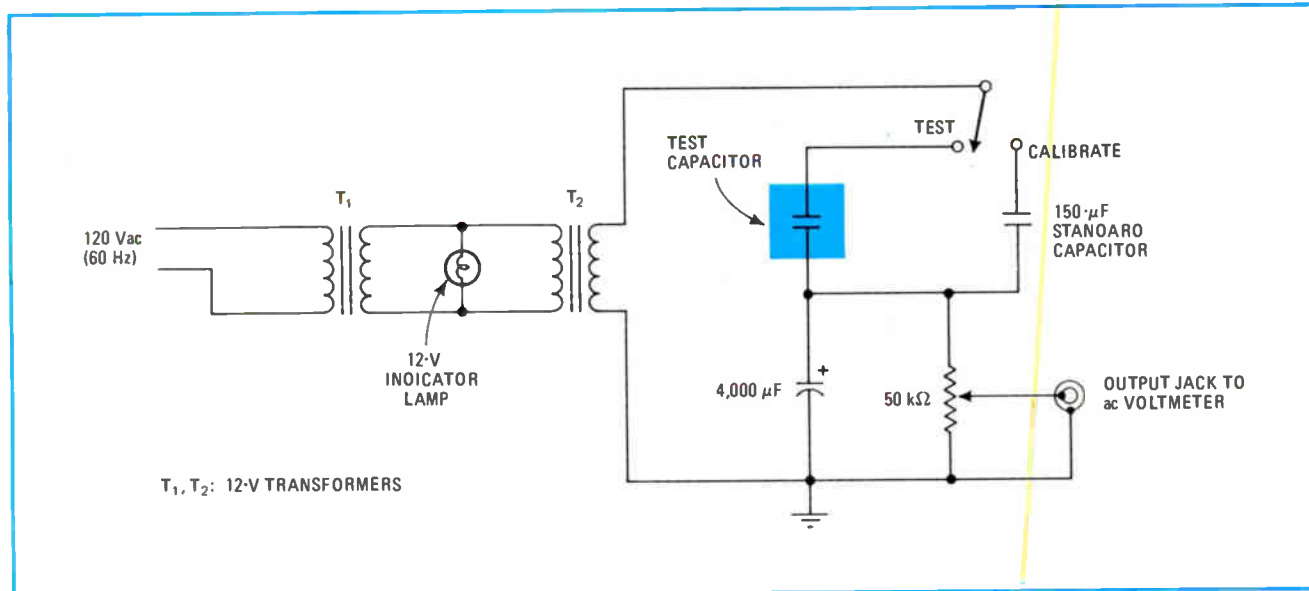 TEST
TEST
CAPACITOR
CALIBRATE
T₁
T₂
120 Vac
(60 Hz)
150·µF
STANOARO
CAPACITOR
12·V
INOICATOR
LAMP
4,000 µF
+
50 kΩ
OUTPUT JACK TO
ac VOLTMETER
T₁, T₂: 12·V TRANSFORMERS